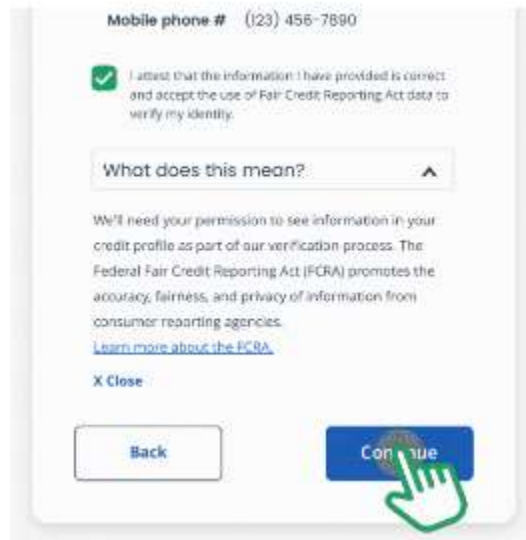 Mobile phone # (123) 456-7890
I attest that the information I have provided is correct
and accept the use of Fair Credit Reporting Act data to
verify my identity.
What does this mean?
We'll need your permission to see information in your
credit profile as part of our verification process. The
Federal Fair Credit Reporting Act (FCRA) promotes the
accuracy, fairness, and privacy of information from
consumer reporting agencies.
Learn more about the FCRA.
X Close
Back
Continue